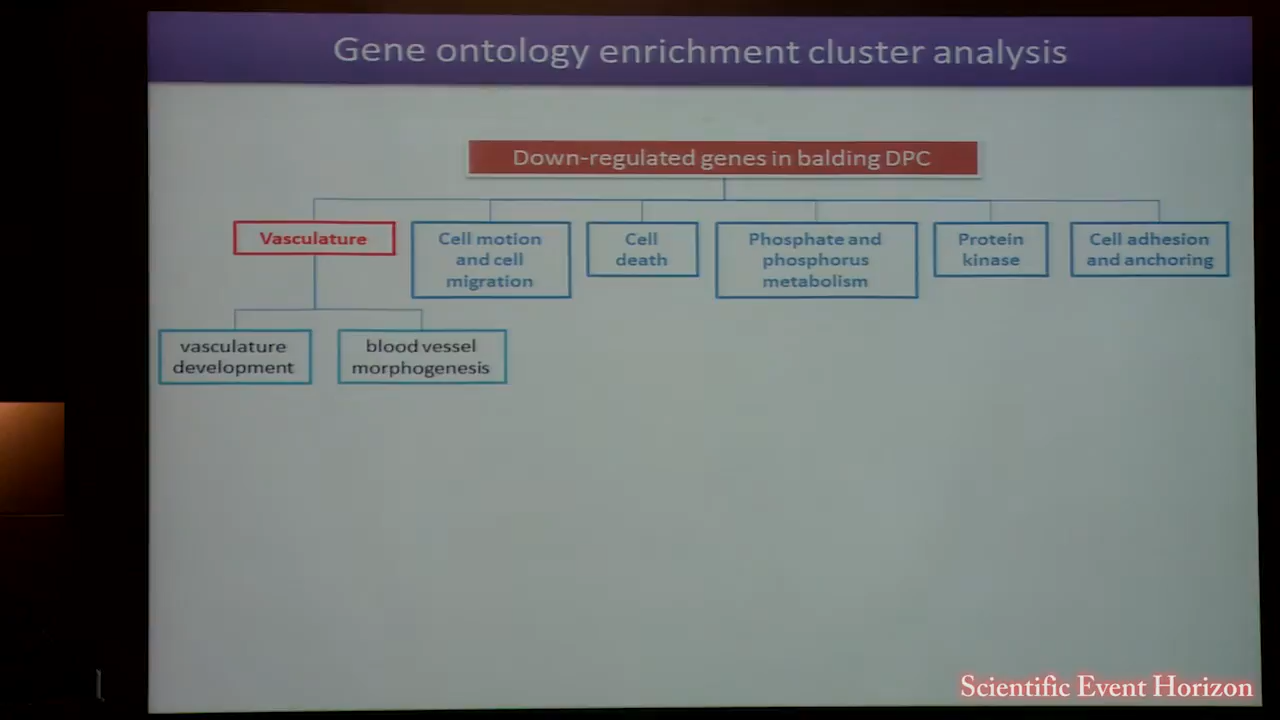 Gene ontology enrichment cluster analysis
Down-regulated genes in balding DPC
Vasculature
Cell motion
and cell
migration
Cell
death
Phosphate and
phosphorus
metabolism
Protein
kinase
Cell adhesion
and anchoring
vasculature
development
blood vessel
morphogenesis
Scientific Event Horizon